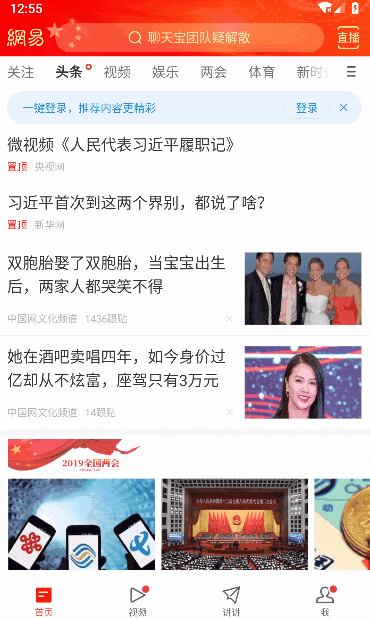 12:55
網易
聊天宝团队疑解散
直播
关注 头条 视频 娱乐 两会 体育 新时
一键登录，推荐内容更精彩
登录
微视频《人民代表习近平履职记》
置顶 央视网
习近平首次到这两个界别，都说了啥？
置顶 新华网
双胞胎娶了双胞胎，当宝宝出生
后，两家人都哭笑不得
中国网文化频道 1436跟贴
她在酒吧卖唱四年，如今身价过
亿却从不炫富，座驾只有3万元
中国网文化频道 14跟贴
2019全国两会
首页 视频 讲讲 我